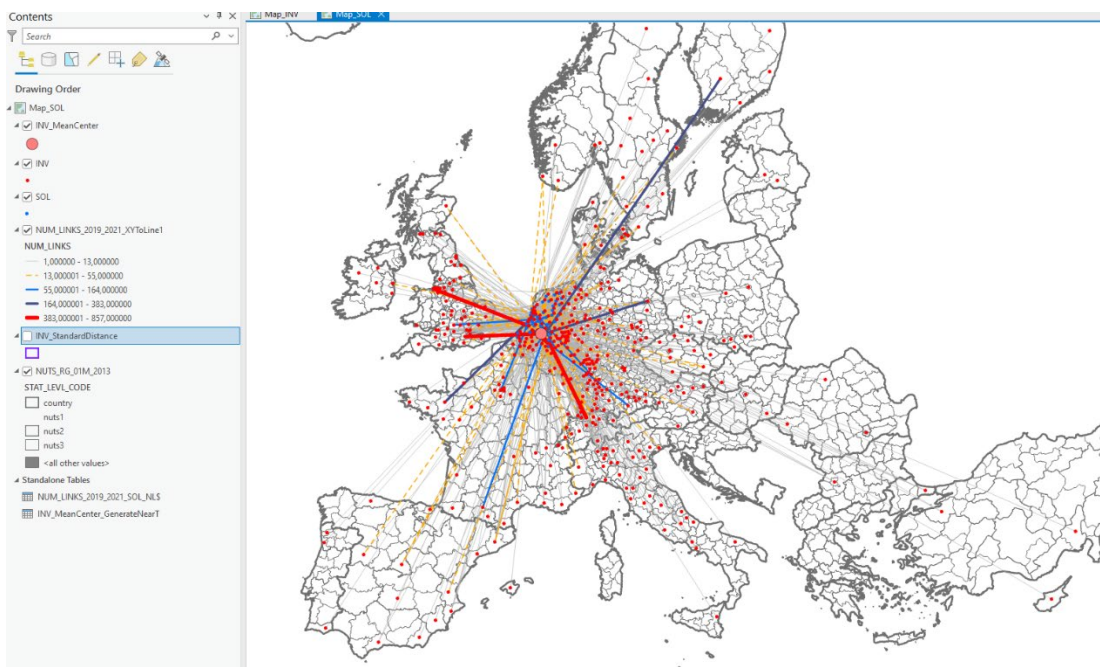 Contents
Map_INV
Map_SOL
Search
Drawing Order
Map_SOL
INV_MeanCenter
INV
SOL
NUM_LINKS_2019_2021_XYToLine1
NUM_LINKS
1,000000 - 13,000000
13,000001 - 55,000000
55,000001 - 164,000000
164,000001 - 383,000000
383,000001 - 857,000000
INV_StandardDistance
NUTS_RG_01M_2013
STAT_LEVL_CODE
country
nuts1
nuts2
nuts3
<all other values>
Standalone Tables
NUM_LINKS_2019_2021_SOL_NL$
INV_MeanCenter_GenerateNearT